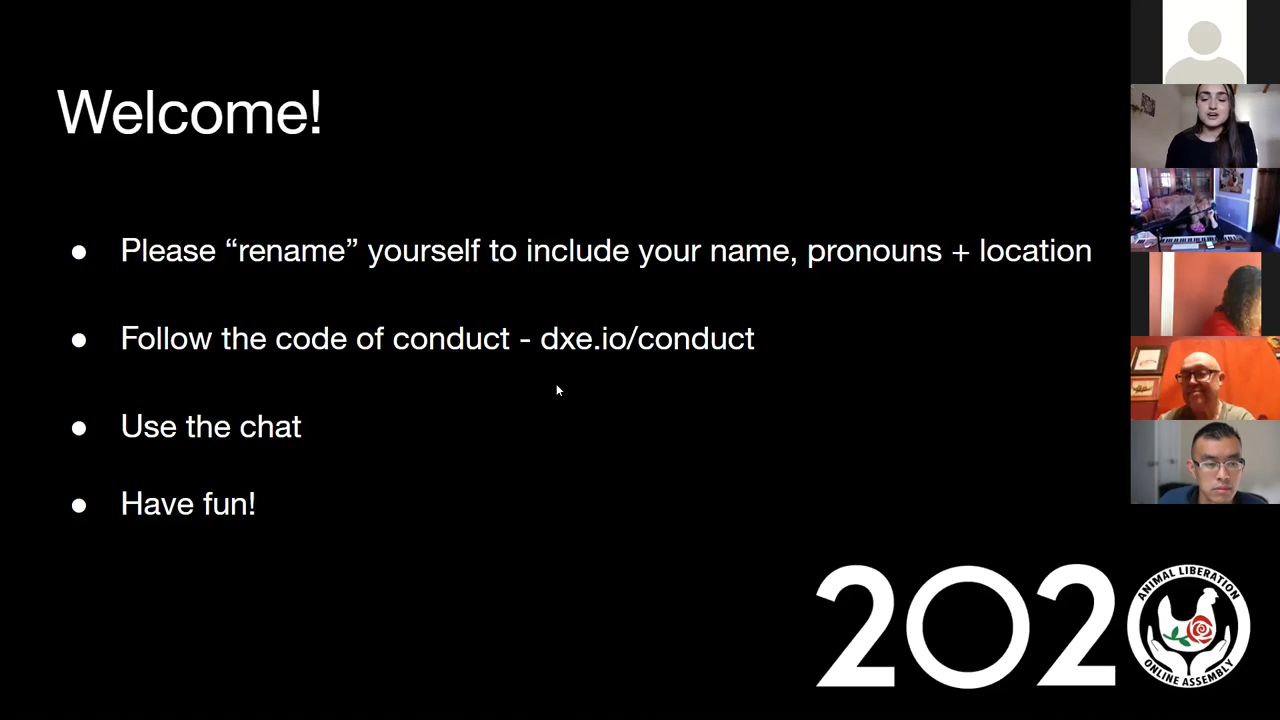 Welcome!
● Please “rename” yourself to include your name, pronouns + location
● Follow the code of conduct - dxe.io/conduct
● Use the chat
● Have fun!
2020
ANIMAL LIBERATION
ONLINE ASSEMBLY